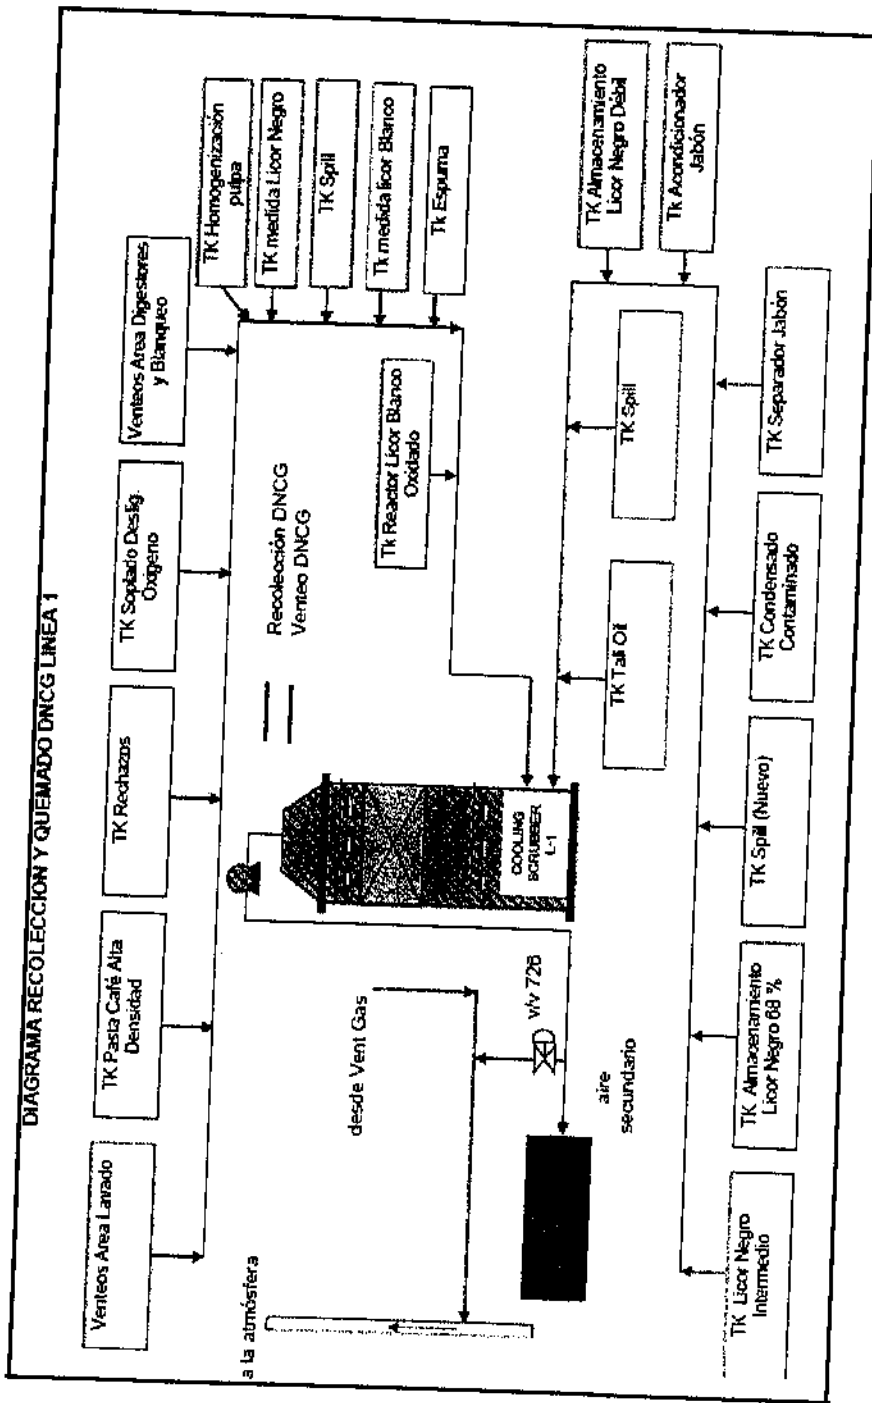 DIAGRAMA RECOLECCION Y QUEMADO DNCG LINEA 1
Venteos Area Lavado
TK Pasta Café Alta
Densidad
TK Rechazos
TK Soplado Deslig.
Oxigeno
Venteos Area Digestores
y Blanqueo
TK Homogenización
pulpa
TK medida Licor Negro
TK Spill
Tk medida licor Blanco
Tk Espuma
Recolección DNCG
Venteo DNCG
Tk Reactor Licor Blanco
Oxidado
a la atmósfera
desde Vent Gas
v/v 726
aire
secundario
COOLING
SCRUBBER
L-1
TK Tall Oil
TK Spill
TK Almacenamiento
Licor Negro Débil
Tk Acondicionador
Jabón
TK Licor Negro
Intermedio
TK Almacenamiento
Licor Negro 68 %
TK Spill (Nuevo)
TK Condensado
Contaminado
TK Separador Jabón